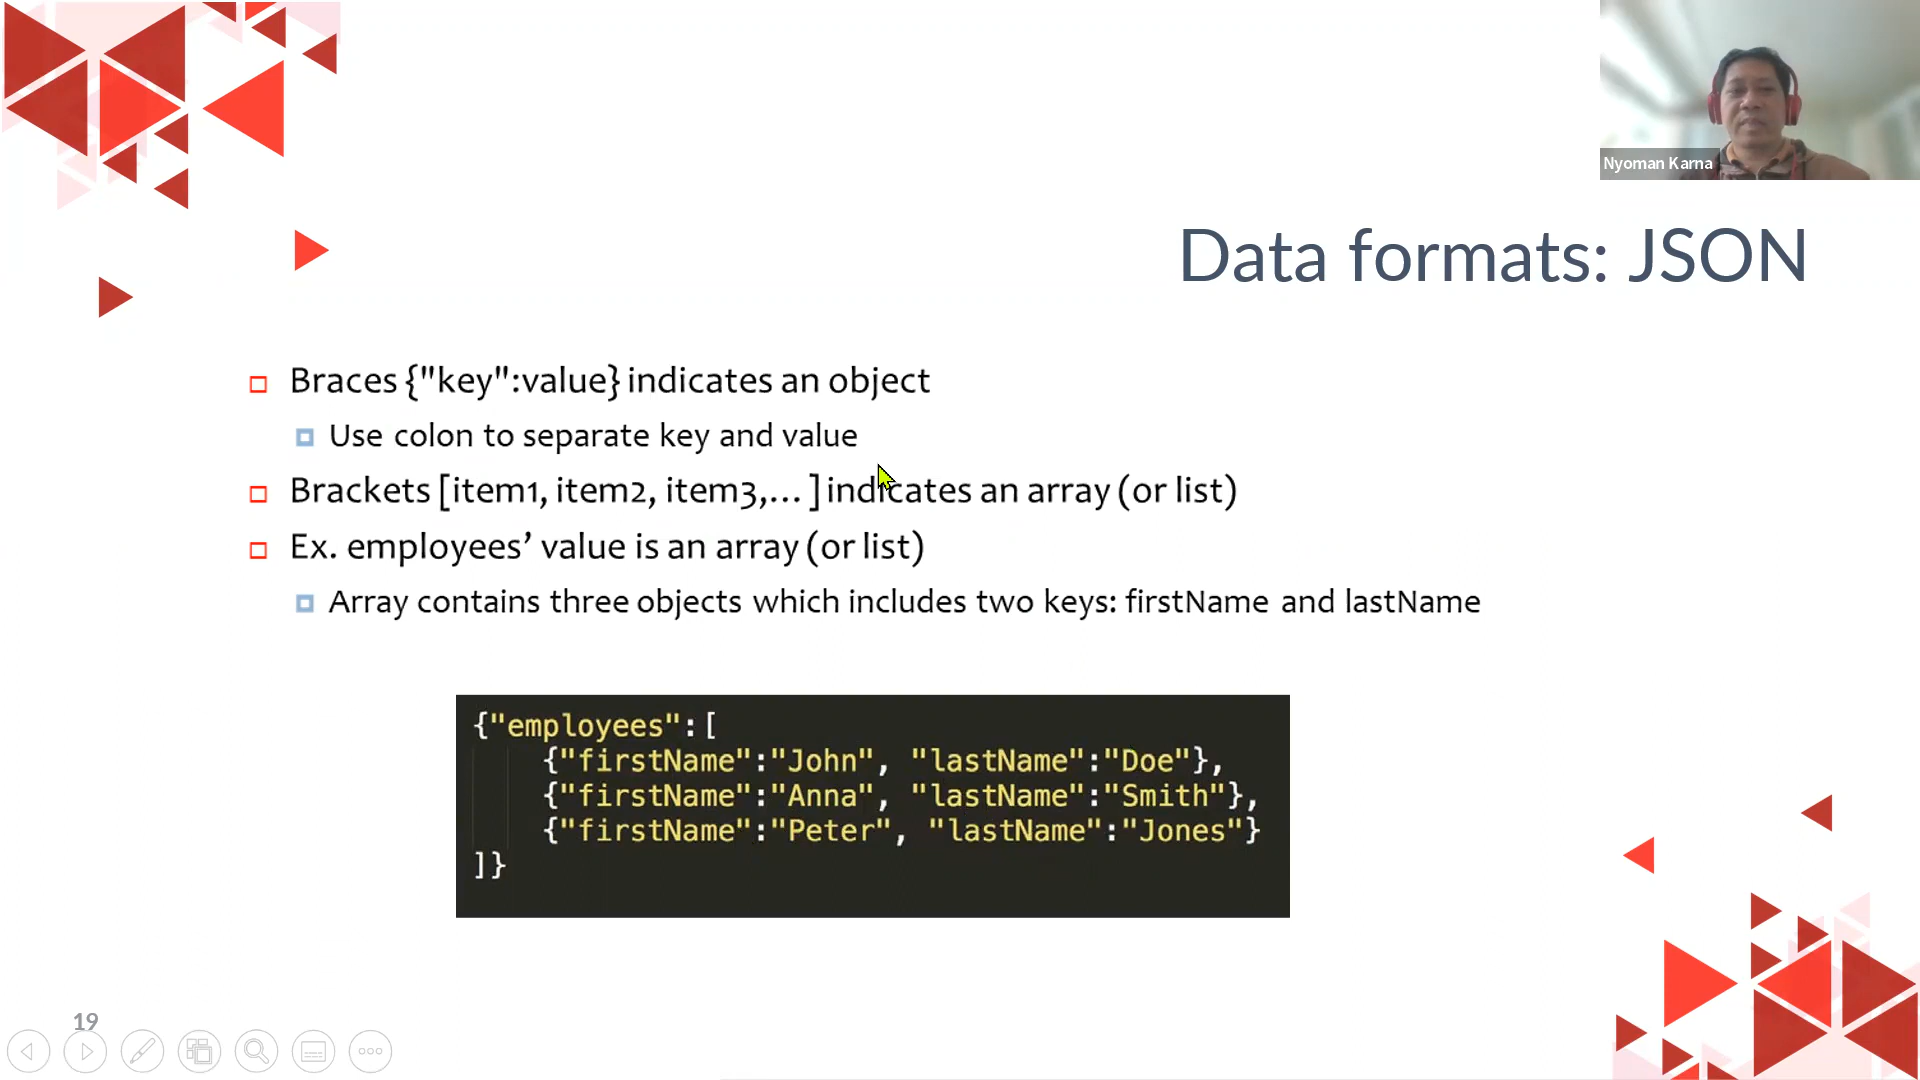 Nyoman Karna
Data formats: JSON
Braces {"key":value} indicates an object
Use colon to separate key and value
Brackets [item1, item2, item3,... ] indicates an array (or list)
Ex. employees’ value is an array (or list)
Array contains three objects which includes two keys: firstName and lastName
{"employees":[
{"firstName":"John", "lastName":"Doe"},
{"firstName":"Anna", "lastName":"Smith"},
{"firstName":"Peter", "lastName":"Jones"}
]}
19